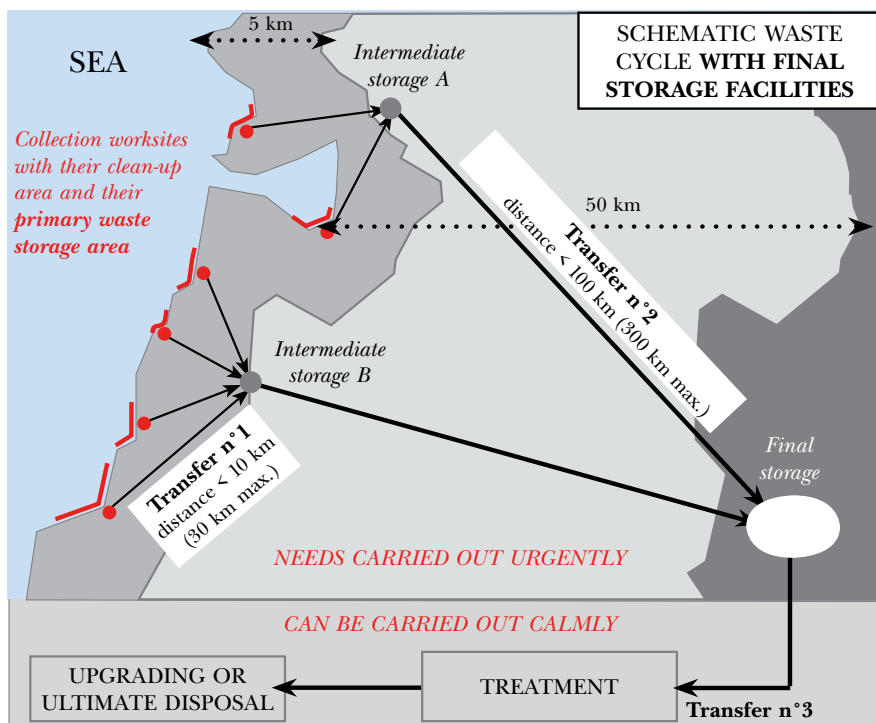 5 km
SEA
Intermediate
storage A
SCHEMATIC WASTE
CYCLE WITH FINAL
STORAGE FACILITIES
Collection worksites
with their clean-up
area and their
primary waste
storage area
50 km
Transfer n°2
distance < 100 km (300 km max.)
Intermediate
storage B
Transfer n°1
distance < 10 km
(30 km max.)
Final
storage
NEEDS CARRIED OUT URGENTLY
CAN BE CARRIED OUT CALMLY
UPGRADING OR
ULTIMATE DISPOSAL
TREATMENT
Transfer n°3